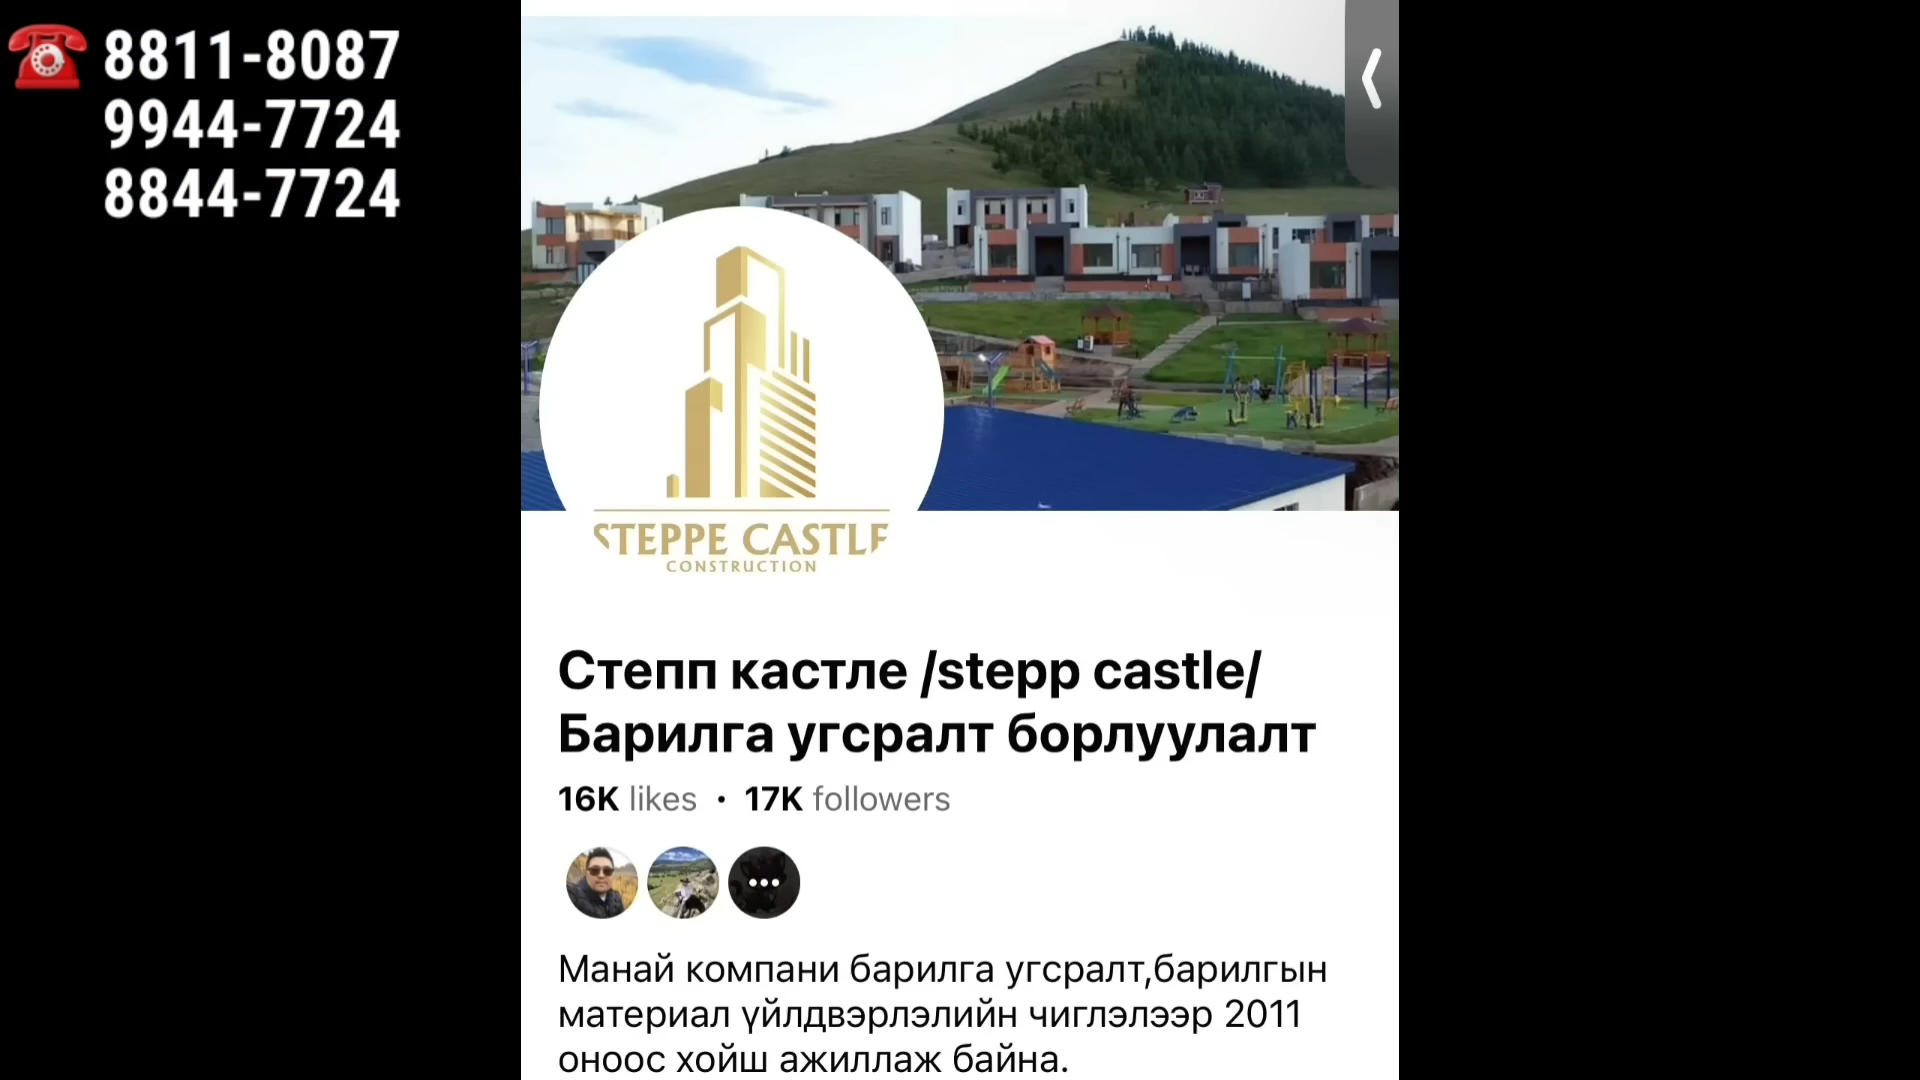 8811-8087
9944-7724
8844-7724
STEPPE CASTLE
CONSTRUCTION
Степп кастле /stepp castle/
Барилга угсралт борлуулалт
16K likes • 17K followers
Манай компани барилга угсралт,барилгын
материал үйлдвэрлэлийн чиглэлээр 2011
оноос хойш ажиллаж байна.